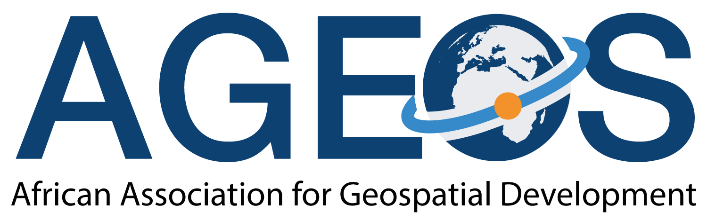 AGEOS
African Association for Geospatial Development